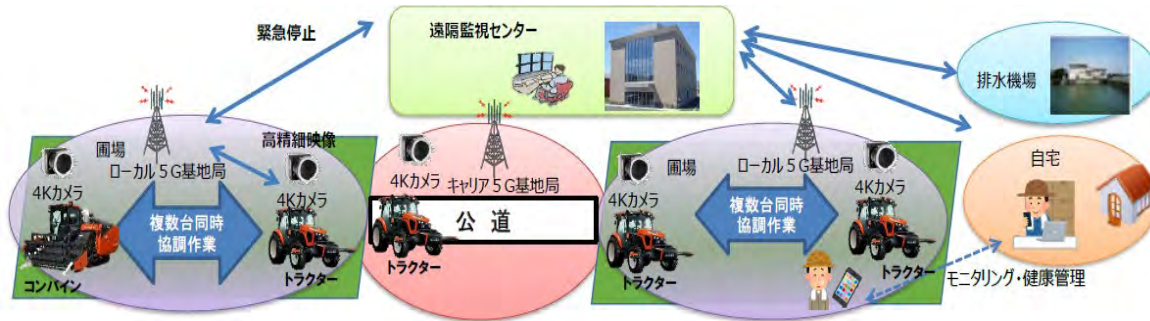 緊急停止
遠隔監視センター
排水機場
圃場
ローカル5G基地局
高精細映像
4Kカメラ
4Kカメラ
複数台同時
協調作業
コンバイン
トラクター
4Kカメラ
キャリア5G基地局
公 道
トラクター
圃場
ローカル5G基地局
4Kカメラ
4Kカメラ
複数台同時
協調作業
トラクター
トラクター
自宅
モニタリング・健康管理